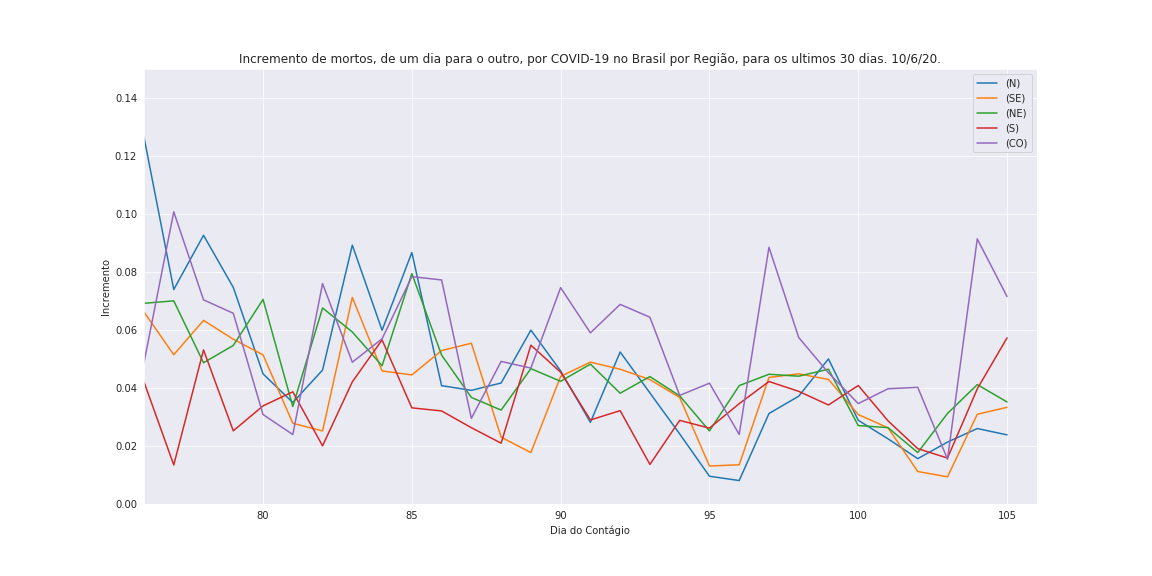 Incremento de mortos, de um dia para o outro, por COVID-19 no Brasil por Região, para os ultimos 30 dias. 10/6/20.
(N)
(SE)
(NE)
(S)
(CO)
Incremento
0.14
0.12
0.10
0.08
0.06
0.04
0.02
0.00
80 85 90 95 100 105
Dia do Contágio